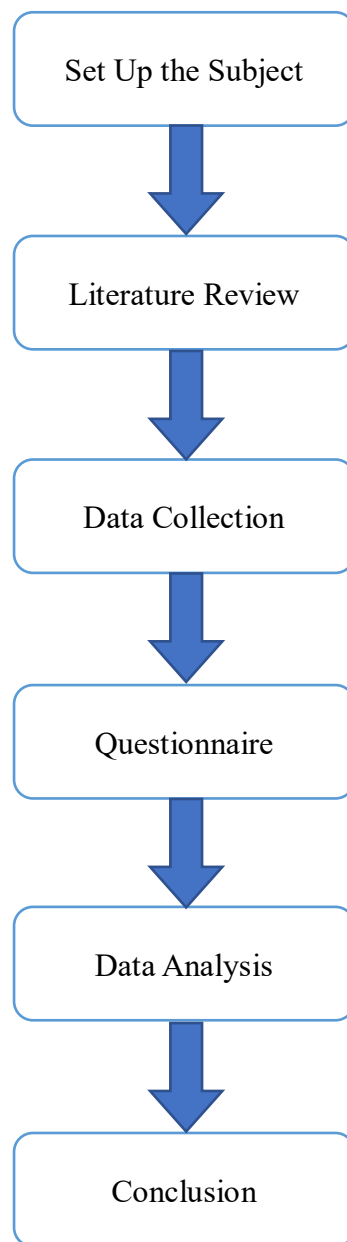 Set Up the Subject
Literature Review
Data Collection
Questionnaire
Data Analysis
Conclusion